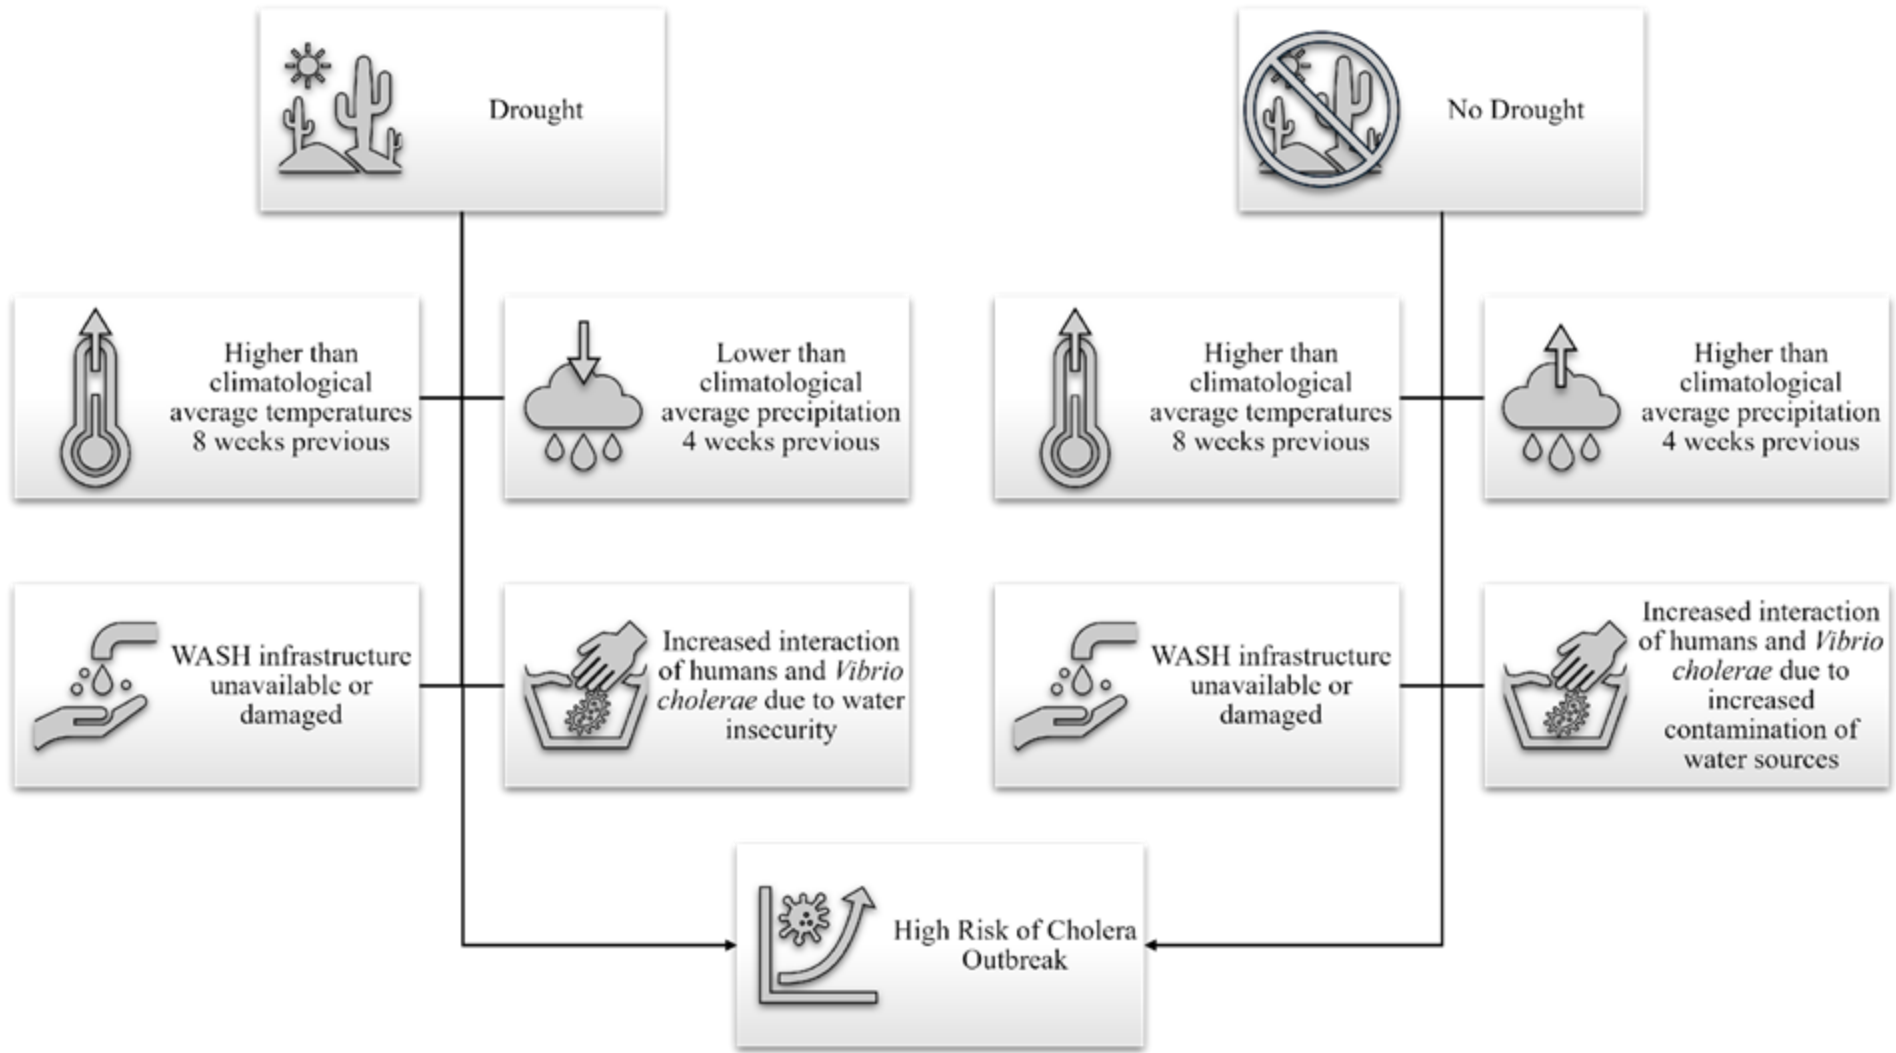 Drought
No Drought
Higher than
climatological
average temperatures
8 weeks previous
Lower than
climatological
average precipitation
4 weeks previous
Higher than
climatological
average temperatures
8 weeks previous
Higher than
climatological
average precipitation
4 weeks previous
WASH infrastructure
unavailable or
damaged
Increased interaction
of humans and Vibrio
cholerae due to water
insecurity
WASH infrastructure
unavailable or
damaged
Increased interaction
of humans and Vibrio
cholerae due to
increased
contamination of
water sources
High Risk of Cholera
Outbreak